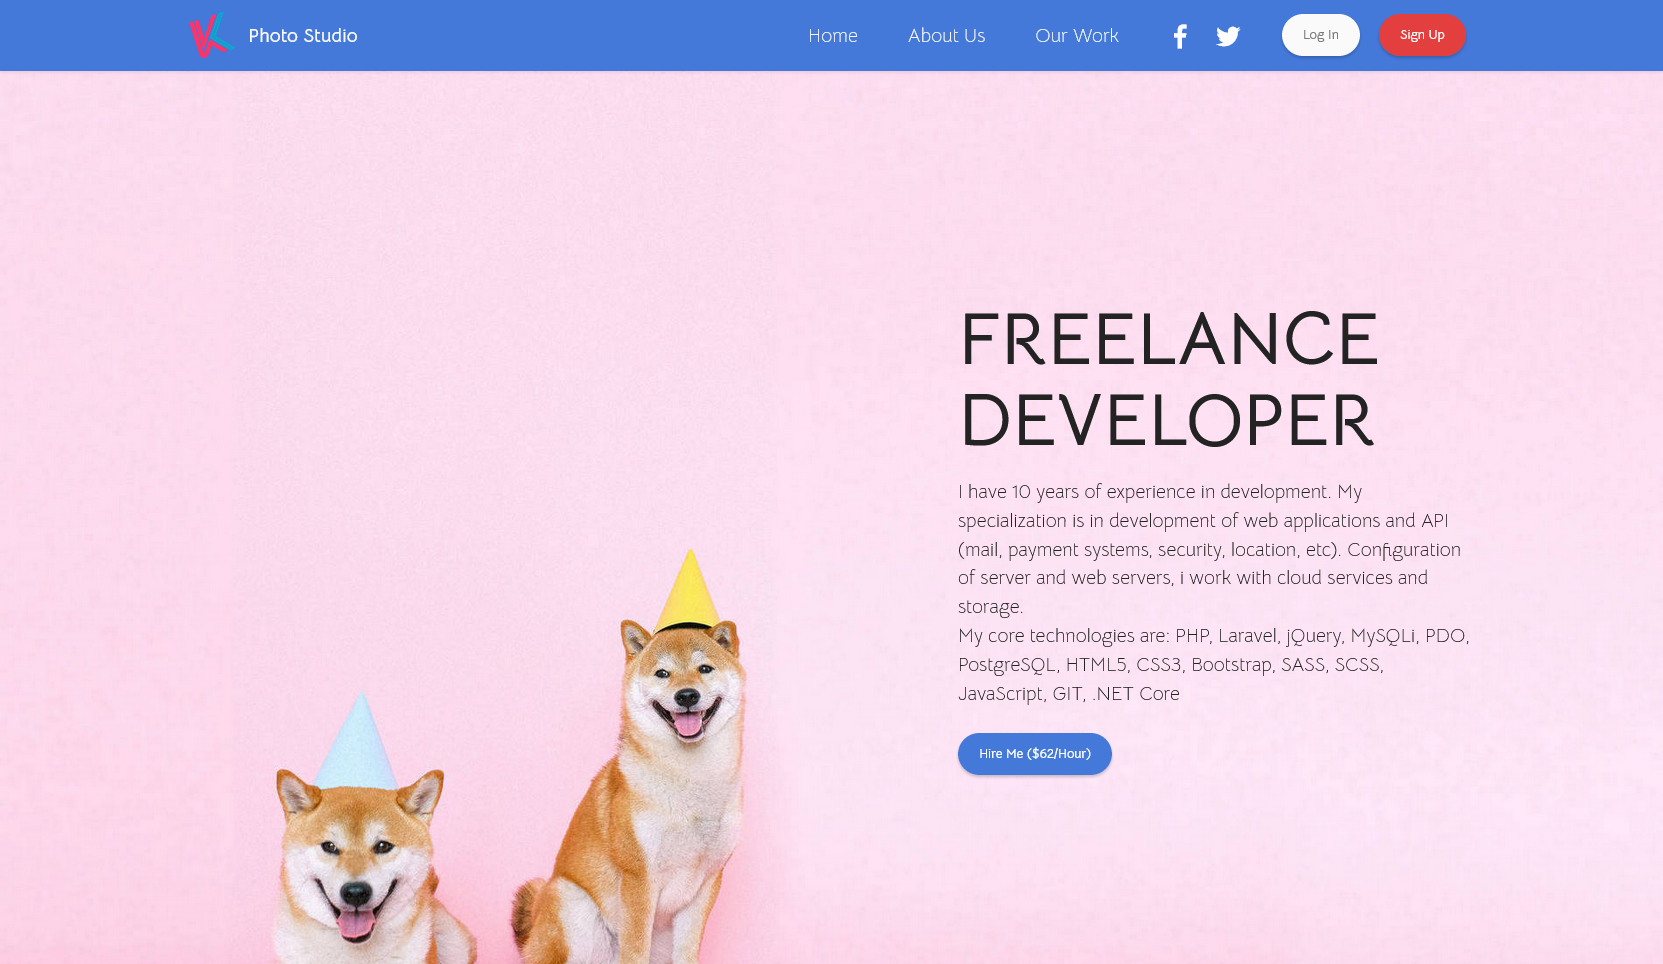 Photo Studio
Home
About Us
Our Work
Log In
Sign Up
FREELANCE
DEVELOPER
I have 10 years of experience in development. My
specialization is in development of web applications and API
(mail, payment systems, security, location, etc). Configuration
of server and web servers, i work with cloud services and
storage.
My core technologies are: PHP, Laravel, jQuery, MySQLi, PDO,
PostgreSQL, HTML5, CSS3, Bootstrap, SASS, SCSS,
JavaScript, GIT, .NET Core
Hire Me ($62/Hour)